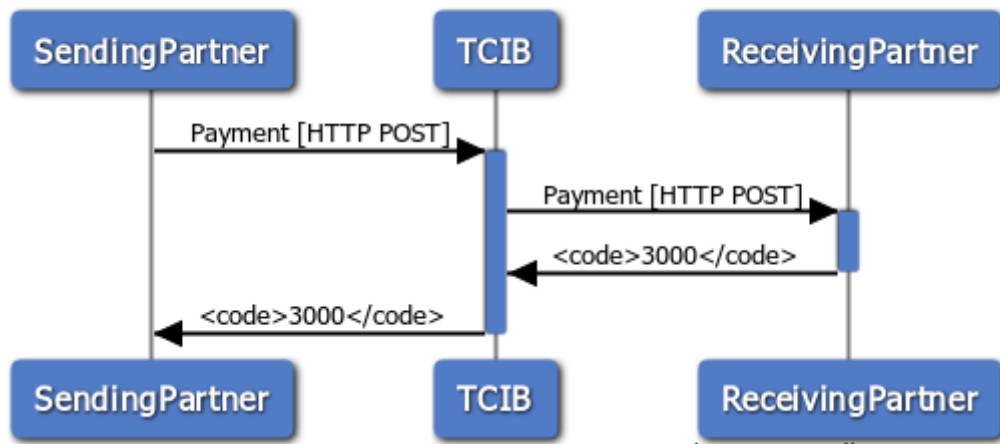 SendingPartner TCIB ReceivingPartner
Payment [HTTP POST]
Payment [HTTP POST]
<code>3000</code>
<code>3000</code>
SendingPartner TCIB ReceivingPartner